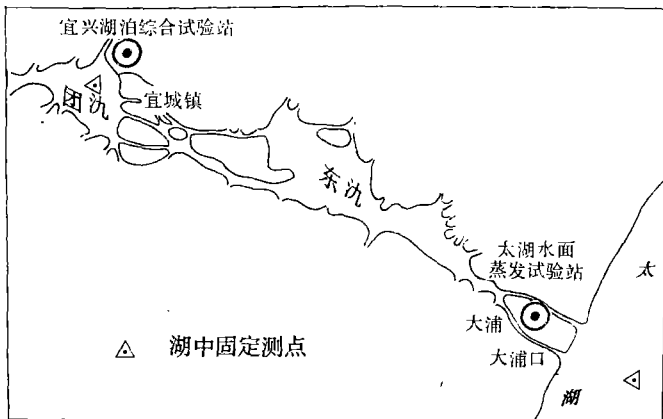 宜兴湖泊综合试验站
团氿
宜城镇
东氿
太湖水面
蒸发试验站
太
大浦
大浦口
湖中固定测点
湖